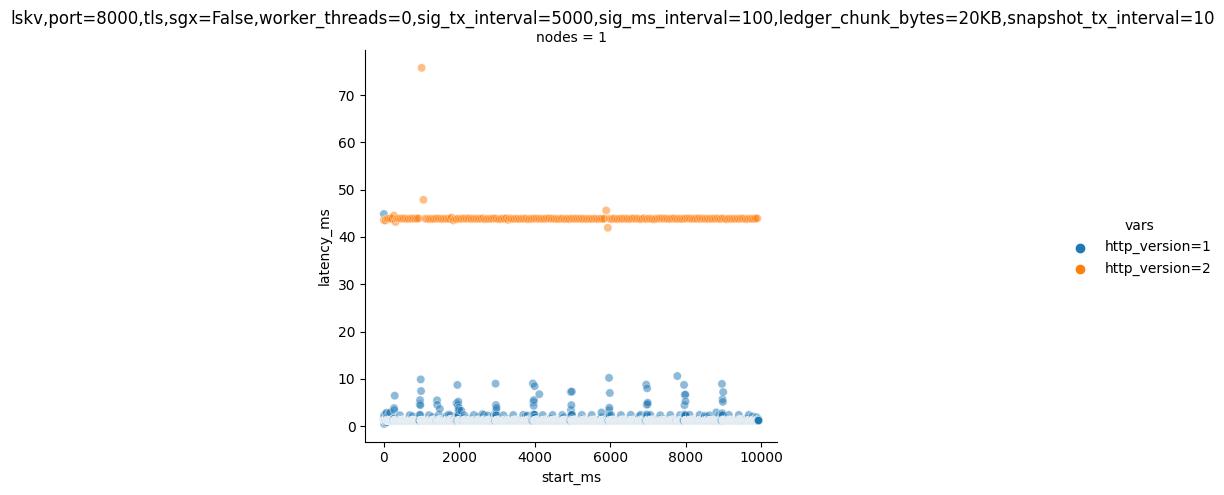 lskv,port=8000,tls,sgx=False,worker_threads=0,sig_tx_interval=5000,sig_ms_interval=100,ledger_chunk_bytes=20KB,snapshot_tx_interval=10
nodes = 1
70
60
50
40
30
20
10
0
latency_ms
0 2000 4000 6000 8000 10000
start_ms
vars
http_version=1
http_version=2